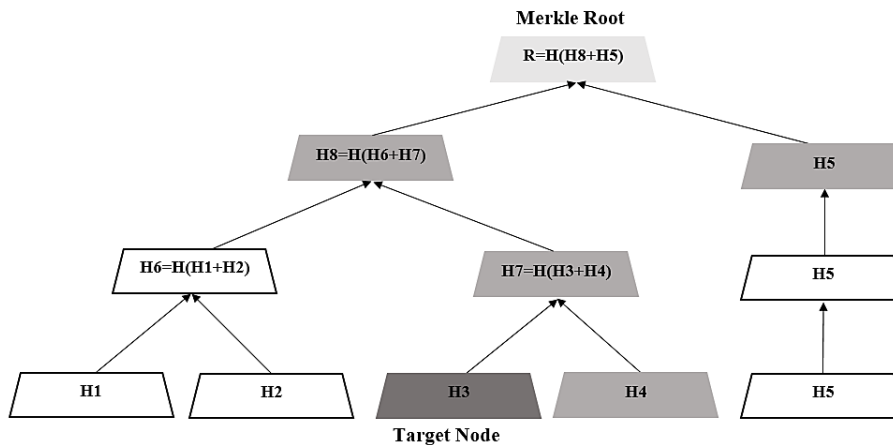 Merkle Root
R=H(H8+H5)
H8=H(H6+H7)
H5
H6=H(H1+H2)
H7=H(H3+H4)
H5
H1
H2
H3
H4
H5
Target Node